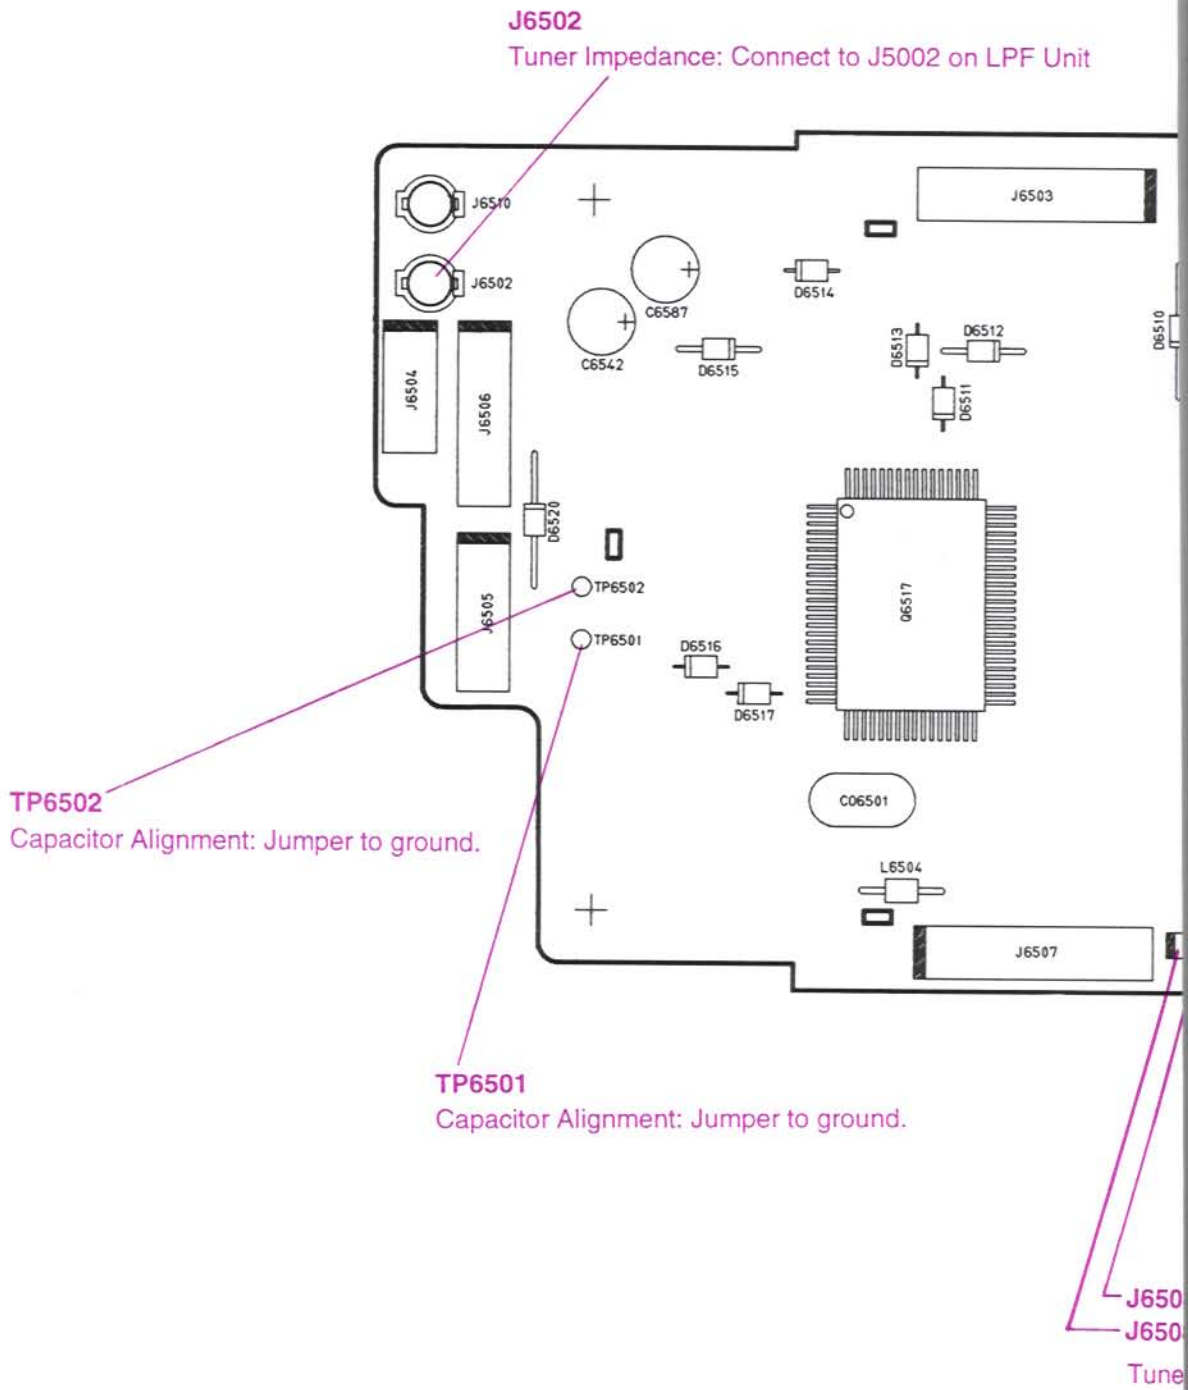 J6502
Tuner Impedance: Connect to J5002 on LPF Unit
J6510
J6503
J6502
D6514
C6587
D6512
D6510
D6513
C6542
D6515
J6504
J6506
D6511
D6520
TP6502
Q6517
J6505
TP6501
D6516
D6517
TP6502
Capacitor Alignment: Jumper to ground.
C06501
L6504
J6507
TP6501
Capacitor Alignment: Jumper to ground.